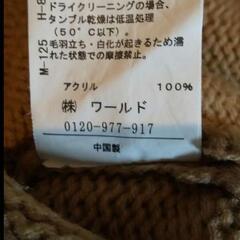 ドライクリーニングの場合、
タンブル乾燥は低温処理
（50°C以下）。
毛羽立ち・白化が起きるため濡
れた状態での摩擦禁止。
M-125 H-8
アクリル 100%
㈱ ワールド
0120-977-917
中国製